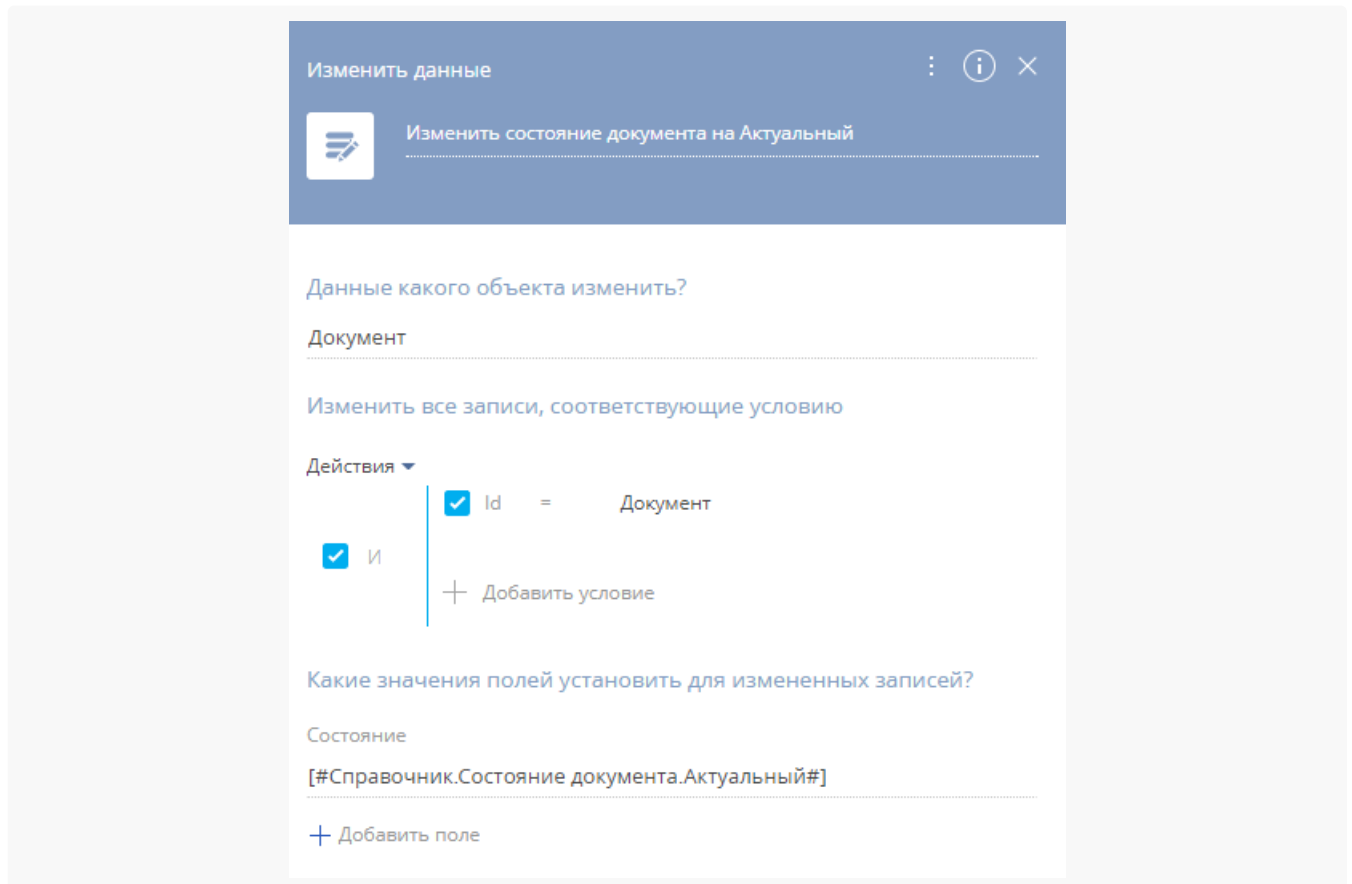 Изменить данные
Изменить состояние документа на Актуальный
Данные какого объекта изменить?
Документ
Изменить все записи, соответствующие условию
Действия
Id = Документ
И
Добавить условие
Какие значения полей установить для измененных записей?
Состояние
[#Справочник.Состояние документа.Актуальный#]
Добавить поле